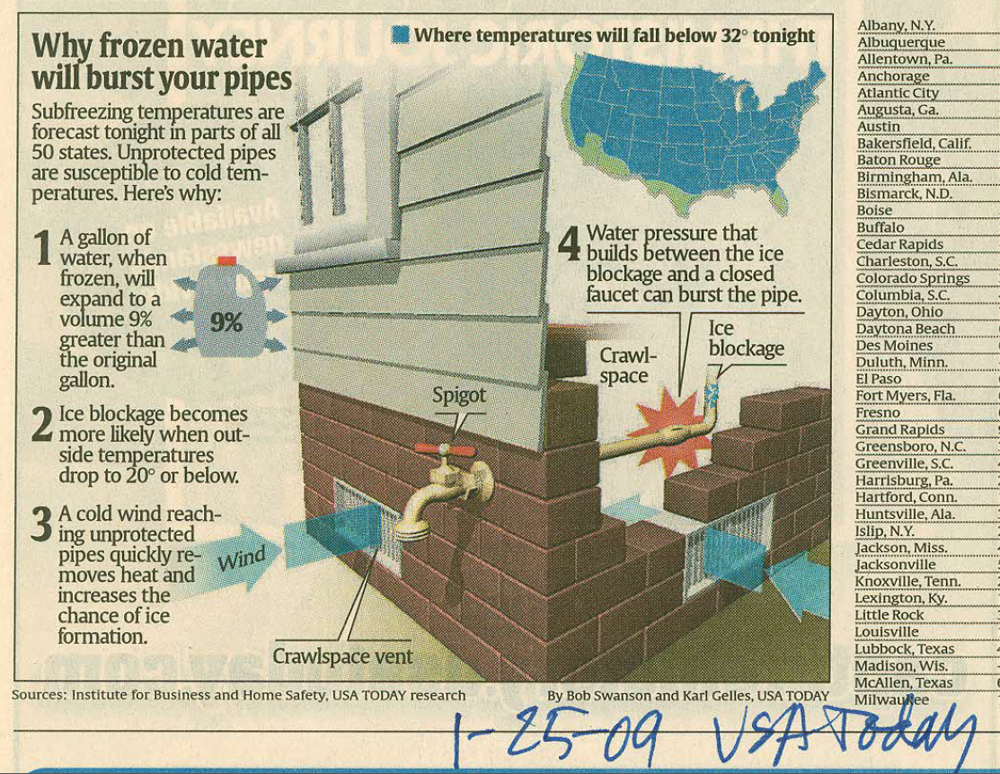 Why frozen water
will burst your pipes
Subfreezing temperatures are
forecast tonight in parts of all
50 states. Unprotected pipes
are susceptible to cold tem-
peratures. Here's why:
1 A gallon of
water, when
frozen, will
expand to a
volume 9%
greater than
the original
gallon.
9%
2 Ice blockage becomes
more likely when out-
side temperatures
drop to 20° or below.
3 A cold wind reach-
ing unprotected
pipes quickly re-
moves heat and
increases the
chance of ice
formation.
Wind
Crawlspace vent
Spigot
Where temperatures will fall below 32° tonight
4 Water pressure that
builds between the ice
blockage and a closed
faucet can burst the pipe.
Crawl-
space
Ice
blockage
Sources: Institute for Business and Home Safety, USA TODAY research
By Bob Swanson and Karl Gelles, USA TODAY
Albany, N.Y.
Albuquerque
Allentown, Pa.
Anchorage
Atlantic City
Augusta, Ga.
Austin
Bakersfield, Calif.
Baton Rouge
Birmingham, Ala.
Bismarck, N.D.
Boise
Buffalo
Cedar Rapids
Charleston, S.C.
Colorado Springs
Columbia, S.C.
Dayton, Ohio
Daytona Beach
Des Moines
Duluth, Minn.
El Paso
Fort Myers, Fla.
Fresno
Grand Rapids
Greensboro, N.C.
Greenville, S.C.
Harrisburg, Pa.
Hartford, Conn.
Huntsville, Ala.
Islip, N.Y.
Jackson, Miss.
Jacksonville
Knoxville, Tenn.
Lexington, Ky.
Little Rock
Louisville
Lubbock, Texas
Madison, Wis.
McAllen, Texas
Milwaukee
1-25-09 USA Today